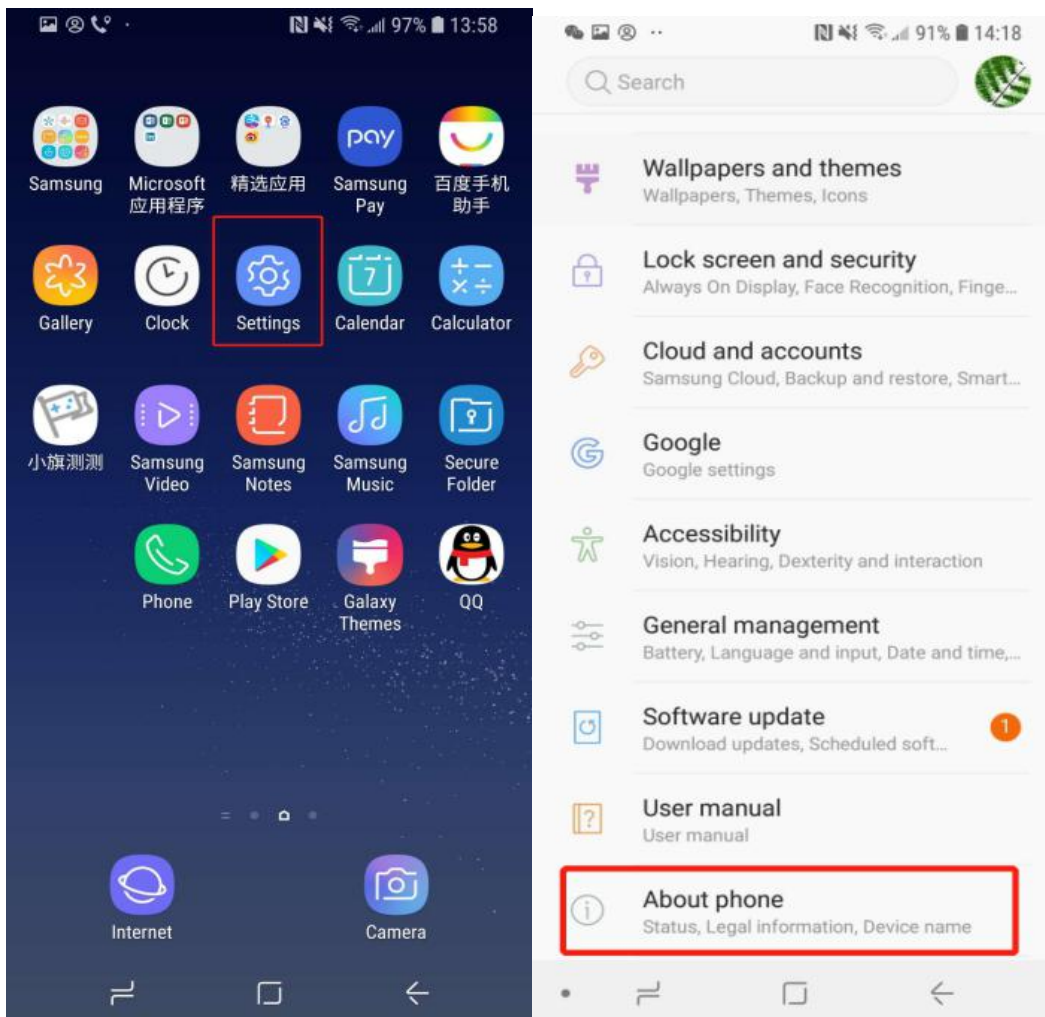 97% 13:58
pay
Samsung
Microsoft
应用程序
精选应用
Samsung
Pay
百度手机
助手
7
Gallery
Clock
Settings
Calendar
Calculator
小旗测测
Samsung
Video
Samsung
Notes
Samsung
Music
Secure
Folder
Phone
Play Store
Galaxy
Themes
QQ
Internet
Camera
91% 14:18
Search
Wallpapers and themes
Wallpapers, Themes, Icons
Lock screen and security
Always On Display, Face Recognition, Finge...
Cloud and accounts
Samsung Cloud, Backup and restore, Smart...
Google
Google settings
Accessibility
Vision, Hearing, Dexterity and interaction
General management
Battery, Language and input, Date and time,...
Software update
Download updates, Scheduled soft...
1
User manual
User manual
About phone
Status, Legal information, Device name